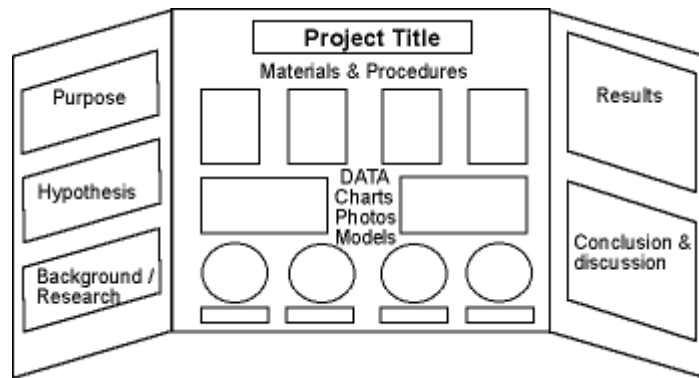 Project Title
Materials & Procedures
Purpose
Hypothesis
Background /
Research
DATA
Charts
Photos
Models
Results
Conclusion &
discussion